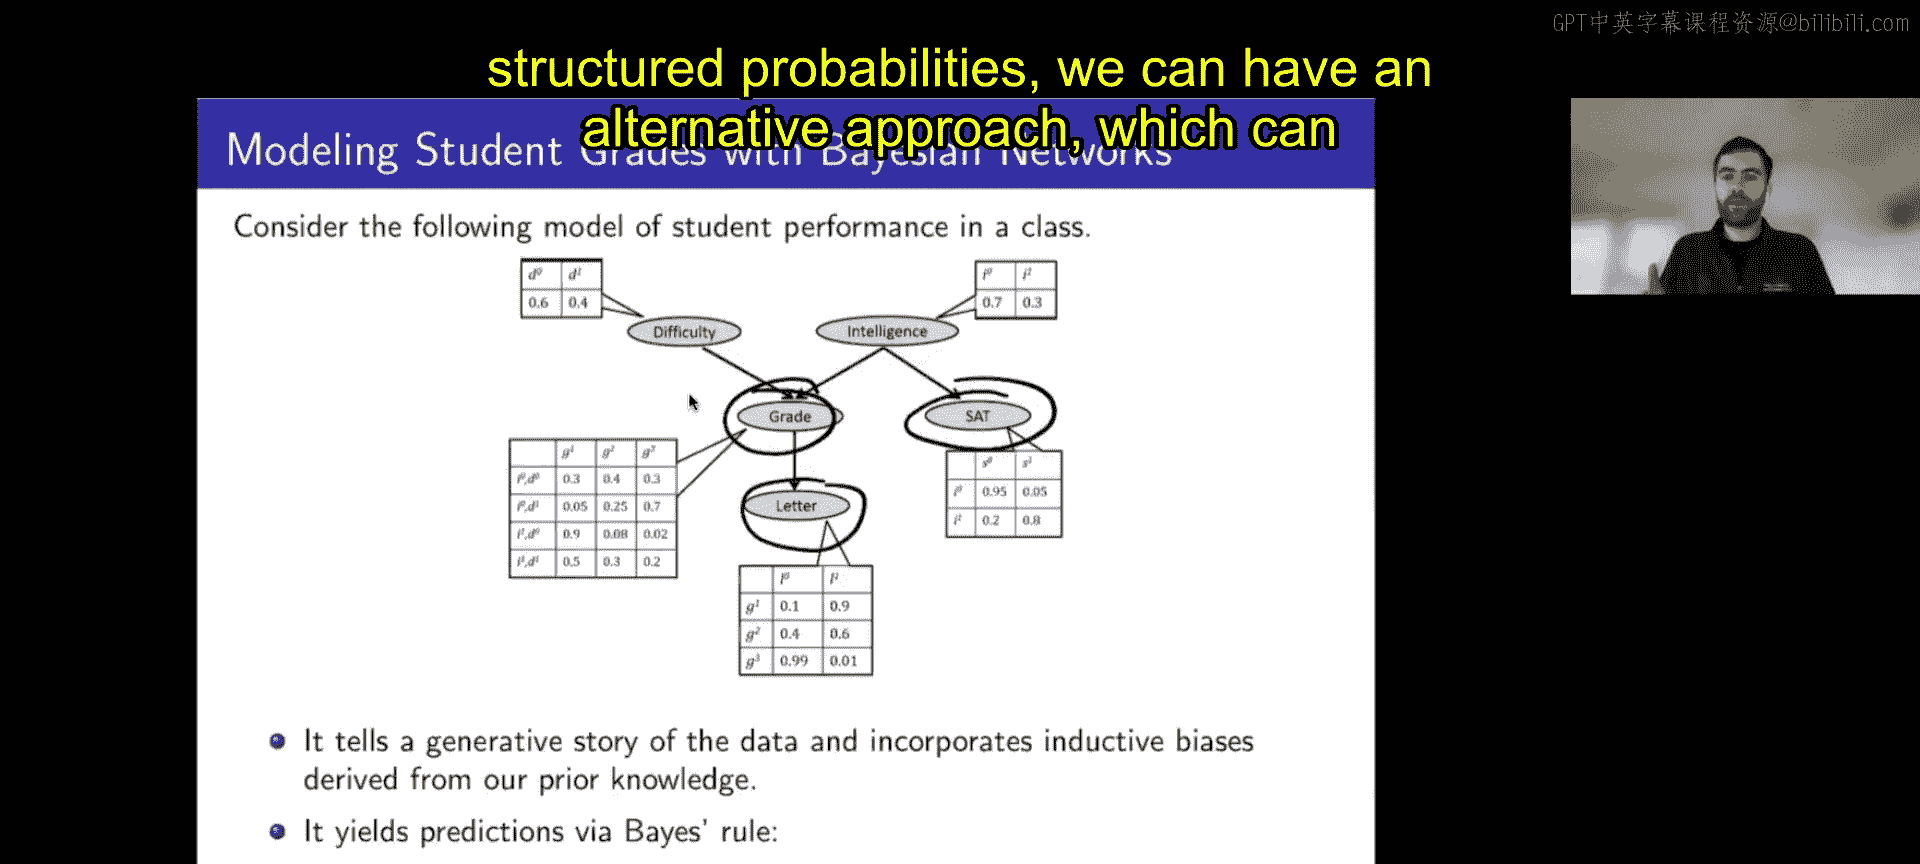 GPT中英字幕课程资源@bilibili.com
structured probabilities, we can have an
alternative approach, which can
Modeling Student Grades with Bayesian Networks
Consider the following model of student performance in a class.
d⁰ d¹
0.6 0.4
i⁰ i¹
0.7 0.3
Difficulty
Intelligence
Grade
SAT
g¹ g² g³
i⁰,d⁰ 0.3 0.4 0.3
i⁰,d¹ 0.05 0.25 0.7
i¹,d⁰ 0.9 0.08 0.02
i¹,d¹ 0.5 0.3 0.2
s⁰ s¹
i⁰ 0.95 0.05
i¹ 0.2 0.8
Letter
l⁰ l¹
g¹ 0.1 0.9
g² 0.4 0.6
g³ 0.99 0.01
It tells a generative story of the data and incorporates inductive biases
derived from our prior knowledge.
It yields predictions via Bayes' rule: